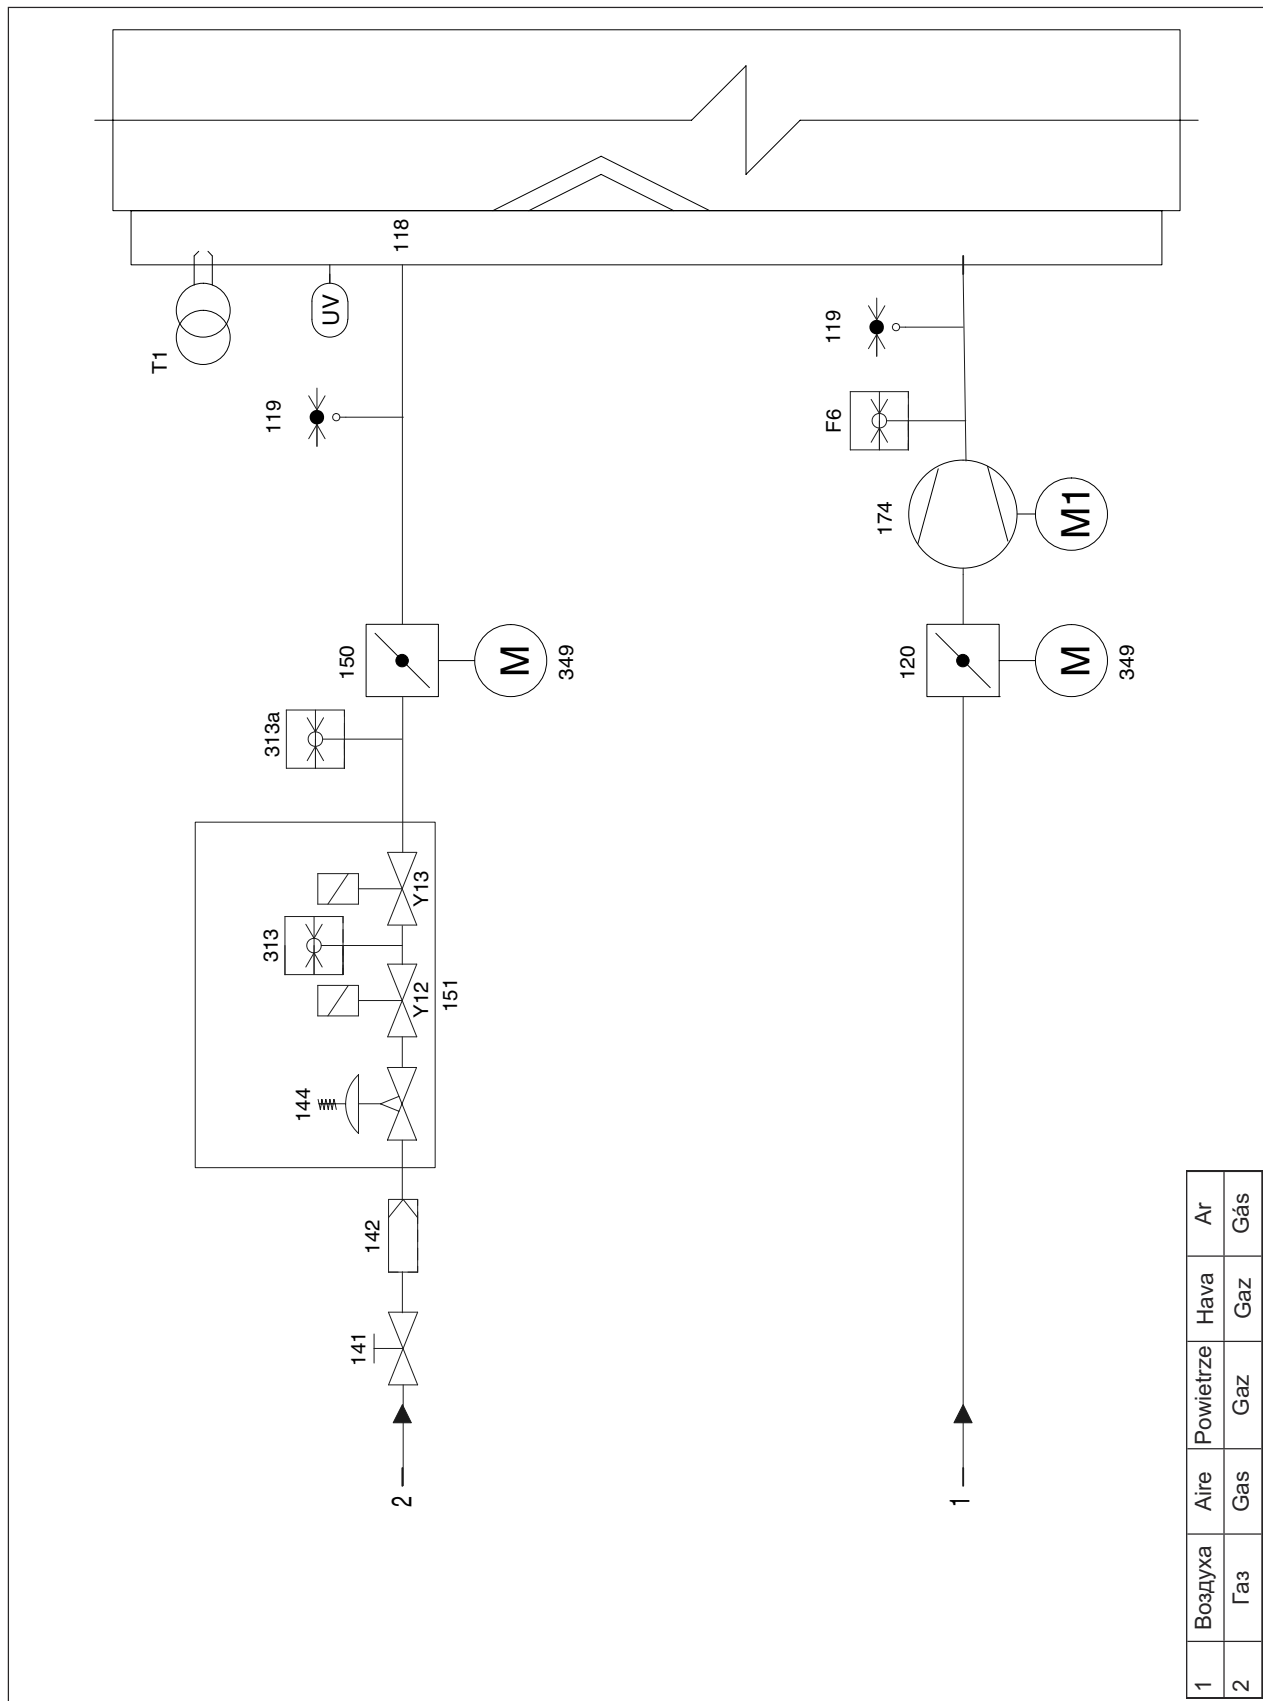 T1
UV
118
119
119
F6
174
M1
150
M
349
120
M
349
313a
Y13
313
Y12
151
144
142
141
2
1
1 Воздуха Aire Powietrze Hava Ar
2 Газ Gas Gaz Gaz Gás